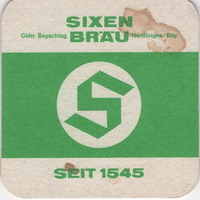 SIXEN
Gebr. Beyschlag BRÄU Nördlingen/Bay.
S
SEIT 1545